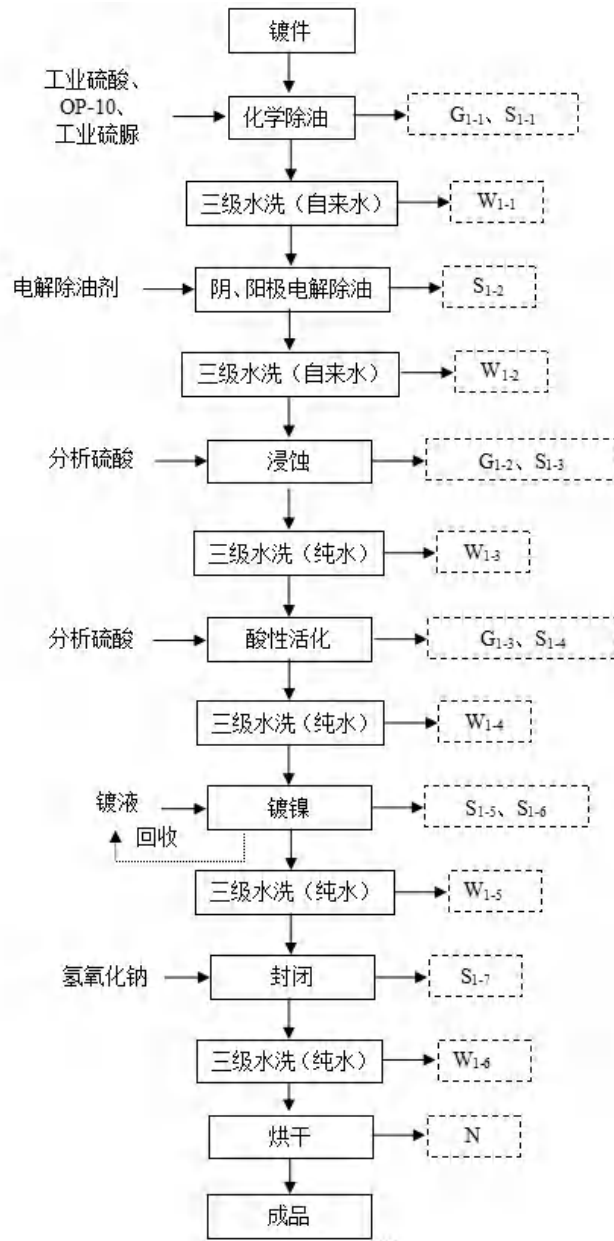 镀件
工业硫酸、
OP-10、
工业硫脲
化学除油
G1-1、S1-1
三级水洗（自来水）
W1-1
电解除油剂
阴、阳极电解除油
S1-2
三级水洗（自来水）
W1-2
分析硫酸
浸蚀
G1-2、S1-3
三级水洗（纯水）
W1-3
分析硫酸
酸性活化
G1-3、S1-4
三级水洗（纯水）
W1-4
镀液
镀镍
S1-5、S1-6
回收
三级水洗（纯水）
W1-5
氢氧化钠
封闭
S1-7
三级水洗（纯水）
W1-6
烘干
N
成品